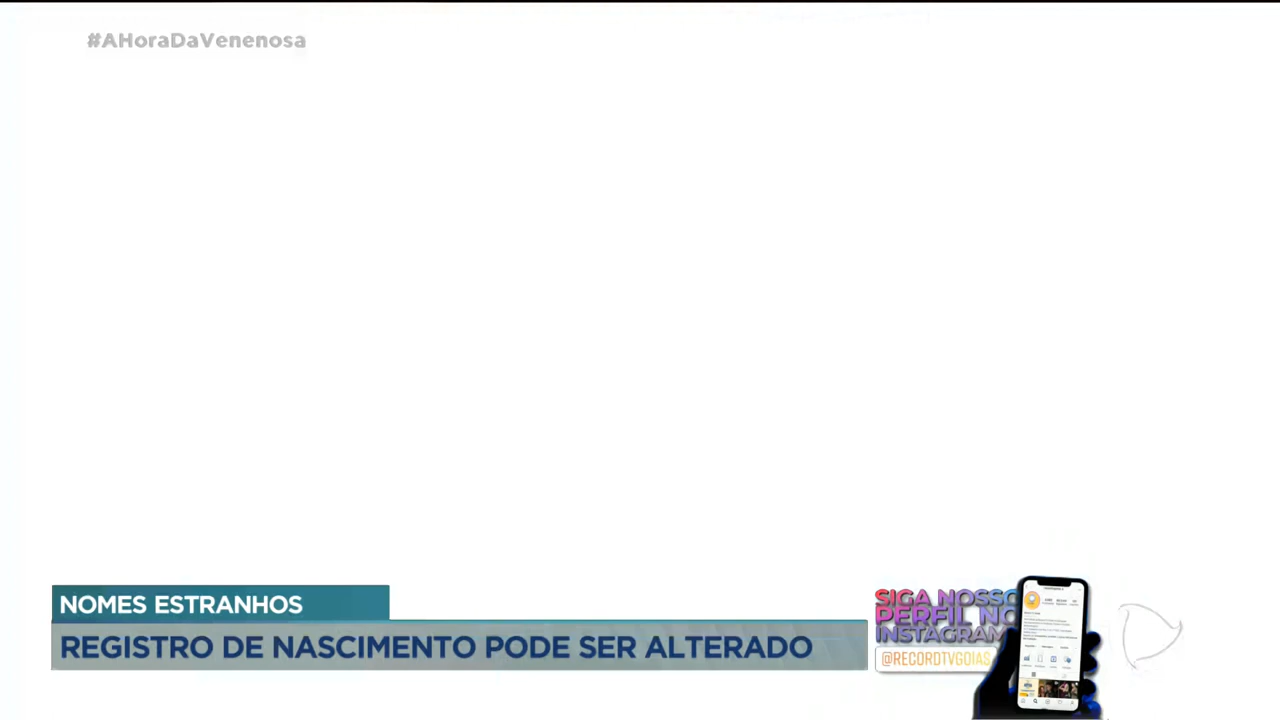 #AHoraDaVenenosa
NOMES ESTRANHOS
REGISTRO DE NASCIMENTO PODE SER ALTERADO
SIGA NOSSO
PERFIL NO
INSTAGRAM
@RECORDTVGOIAS